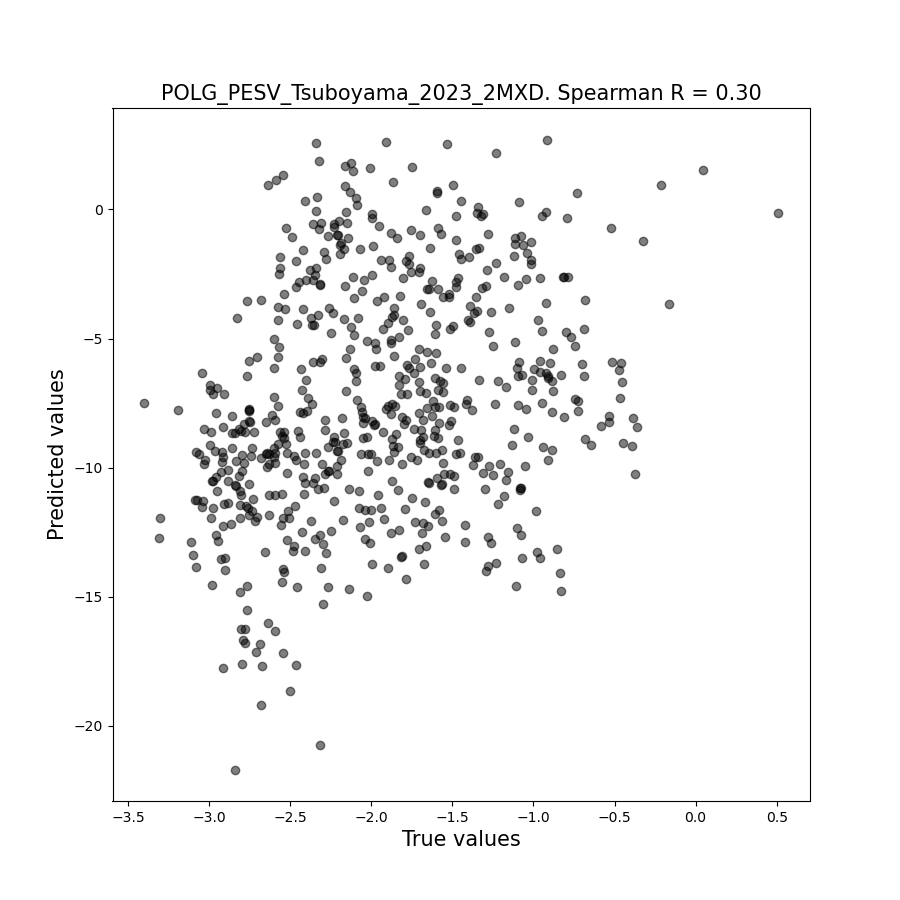 POLG_PESV_Tsuboyama_2023_2MXD. Spearman R = 0.30
Predicted values
0
−5
−10
−15
−20
−3.5 −3.0 −2.5 −2.0 −1.5 −1.0 −0.5 0.0 0.5
True values